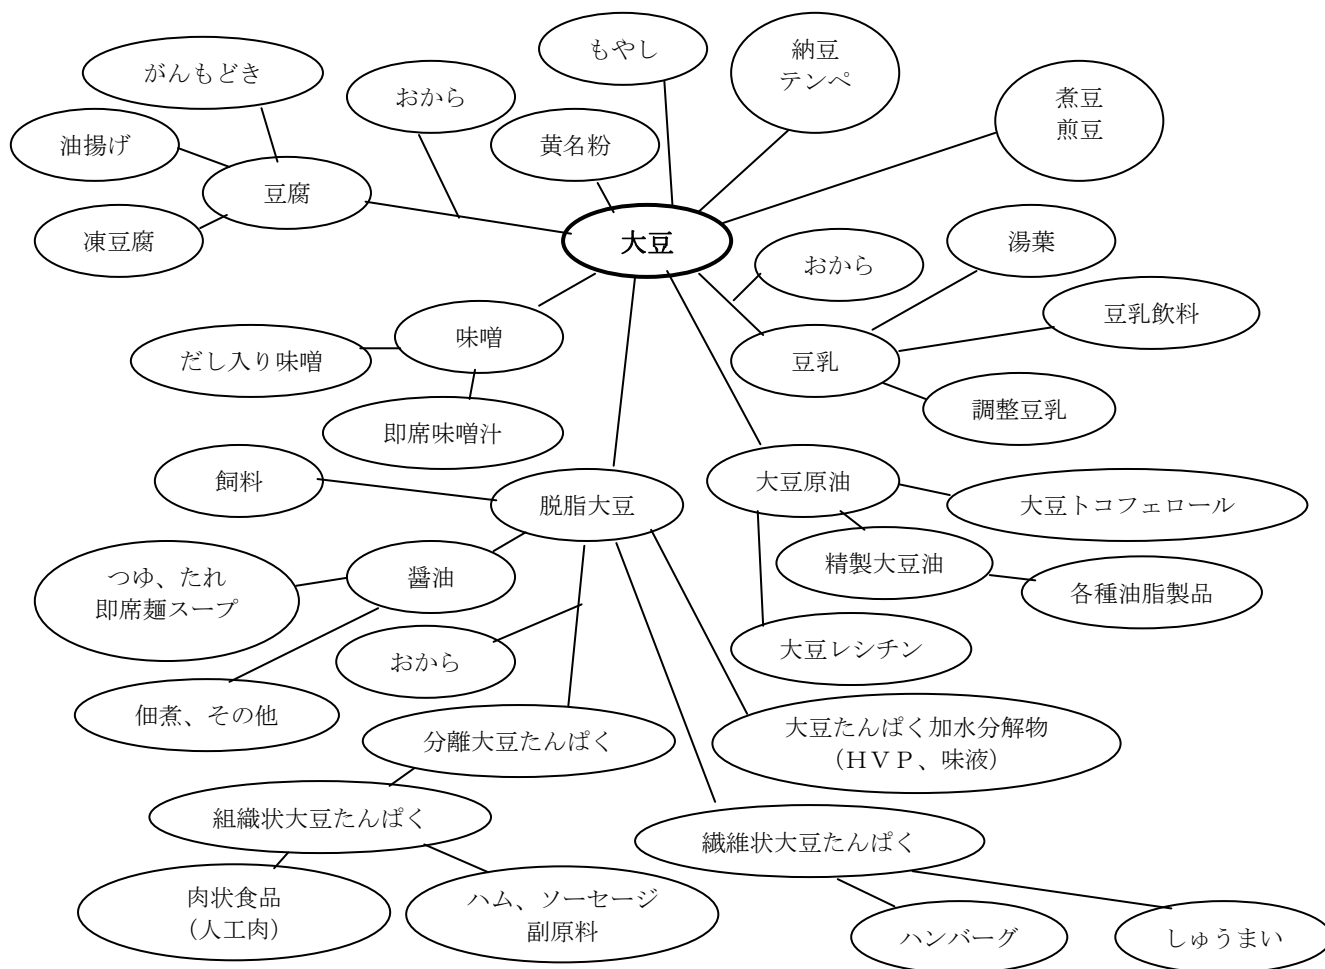 もやし
納豆
テンペ
がんもどき
おから
煮豆
煎豆
油揚げ
黄名粉
豆腐
凍豆腐
大豆
湯葉
おから
豆乳飲料
味噌
豆乳
だし入り味噌
調整豆乳
即席味噌汁
飼料
大豆原油
脱脂大豆
大豆トコフェロール
つゆ、たれ
即席麺スープ
醤油
精製大豆油
各種油脂製品
おから
大豆レシチン
佃煮、その他
分離大豆たんぱく
大豆たんぱく加水分解物
（ＨＶＰ、味液）
組織状大豆たんぱく
繊維状大豆たんぱく
肉状食品
（人工肉）
ハム、ソーセージ
副原料
ハンバーグ
しゅうまい